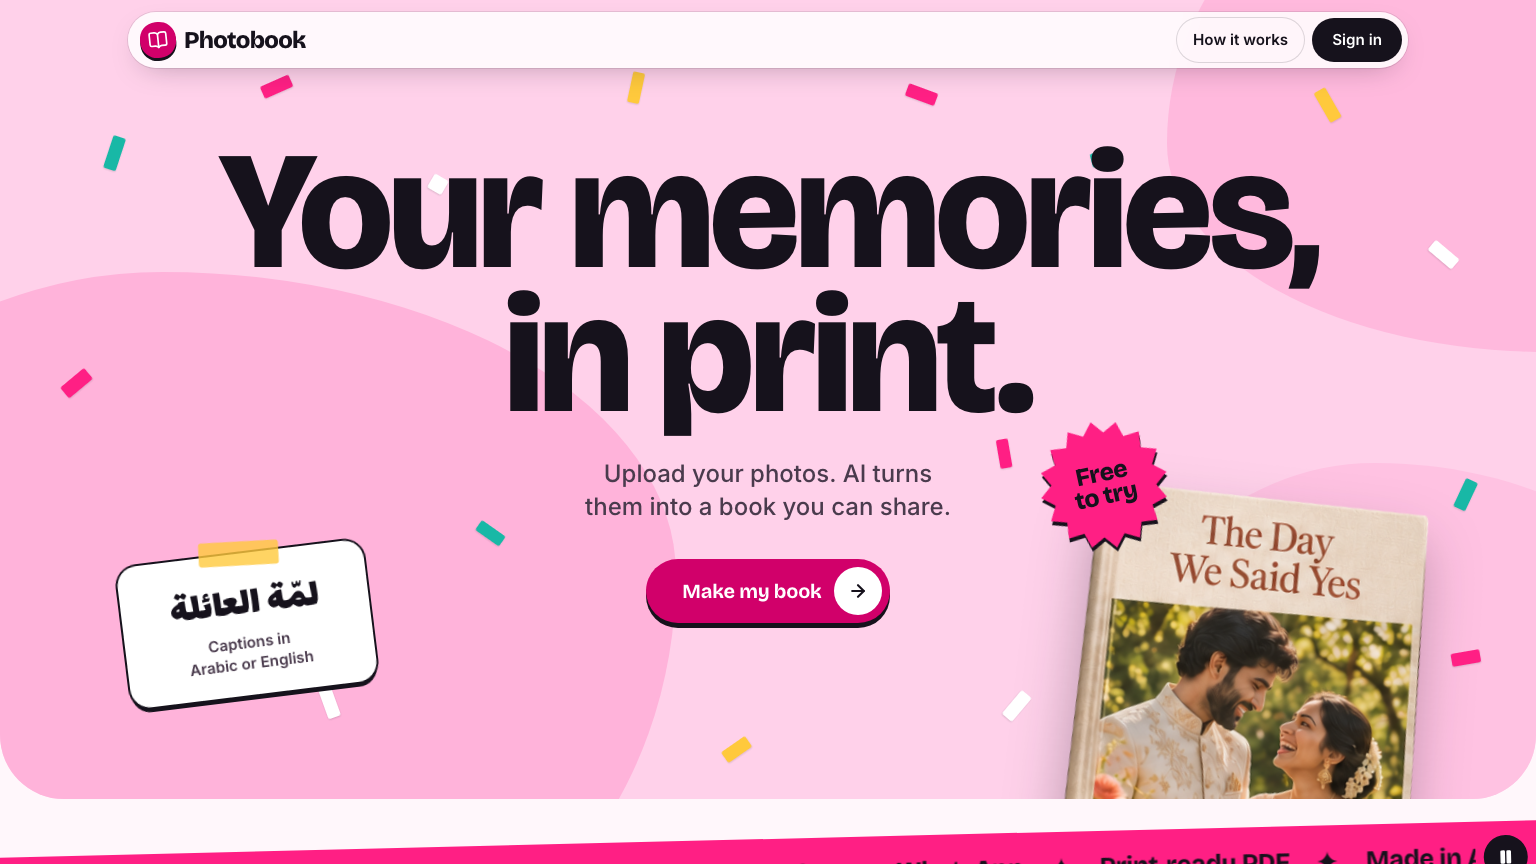 Photobook
How it works
Sign in
Your memories,
in print.
Upload your photos. AI turns
them into a book you can share.
Make my book
Free
to try
The Day
We Said Yes
لمّة العائلة
Captions in
Arabic or English
Print-ready PDF
Made in